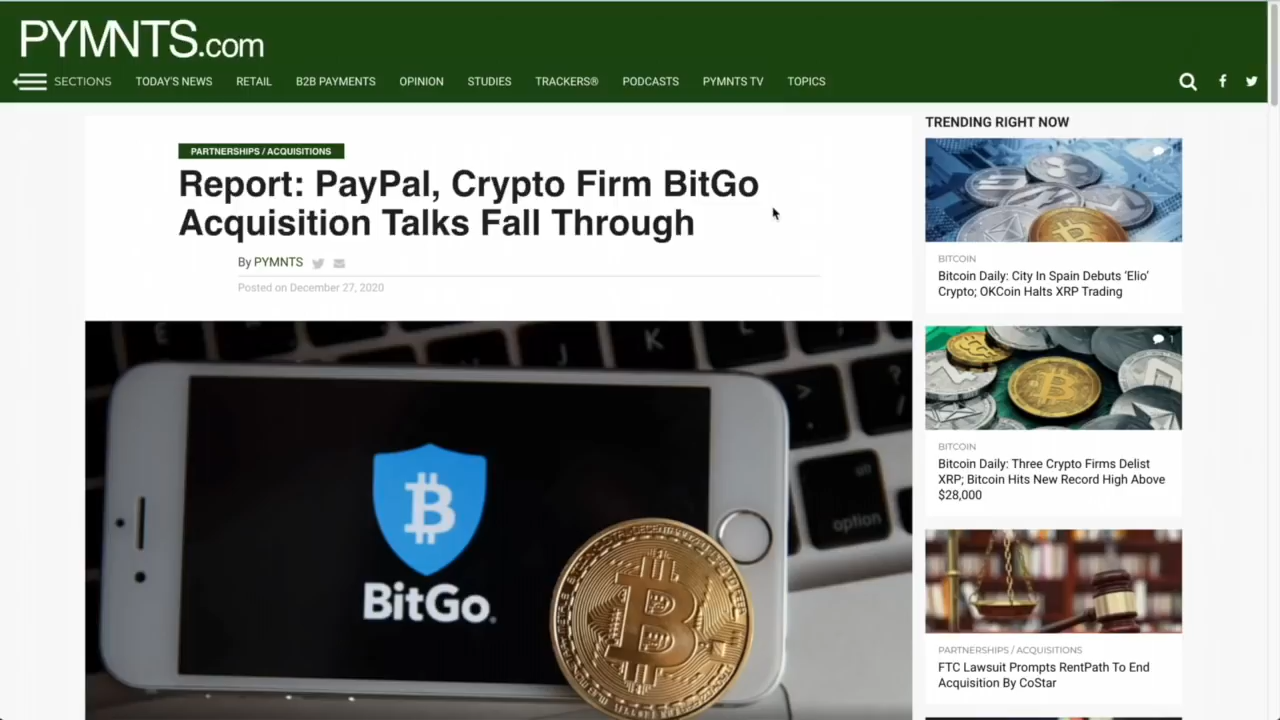 PYMNTS.com
SECTIONS TODAY'S NEWS RETAIL B2B PAYMENTS OPINION STUDIES TRACKERS® PODCASTS PYMNTS TV TOPICS
PARTNERSHIPS / ACQUISITIONS
Report: PayPal, Crypto Firm BitGo
Acquisition Talks Fall Through
By PYMNTS
Posted on December 27, 2020
K
J
L
>
alt
option
BitGo
TRENDING RIGHT NOW
BITCOIN
Bitcoin Daily: City In Spain Debuts ‘Elio’
Crypto; OKCoin Halts XRP Trading
1
BITCOIN
Bitcoin Daily: Three Crypto Firms Delist
XRP; Bitcoin Hits New Record High Above
$28,000
PARTNERSHIPS / ACQUISITIONS
FTC Lawsuit Prompts RentPath To End
Acquisition By CoStar